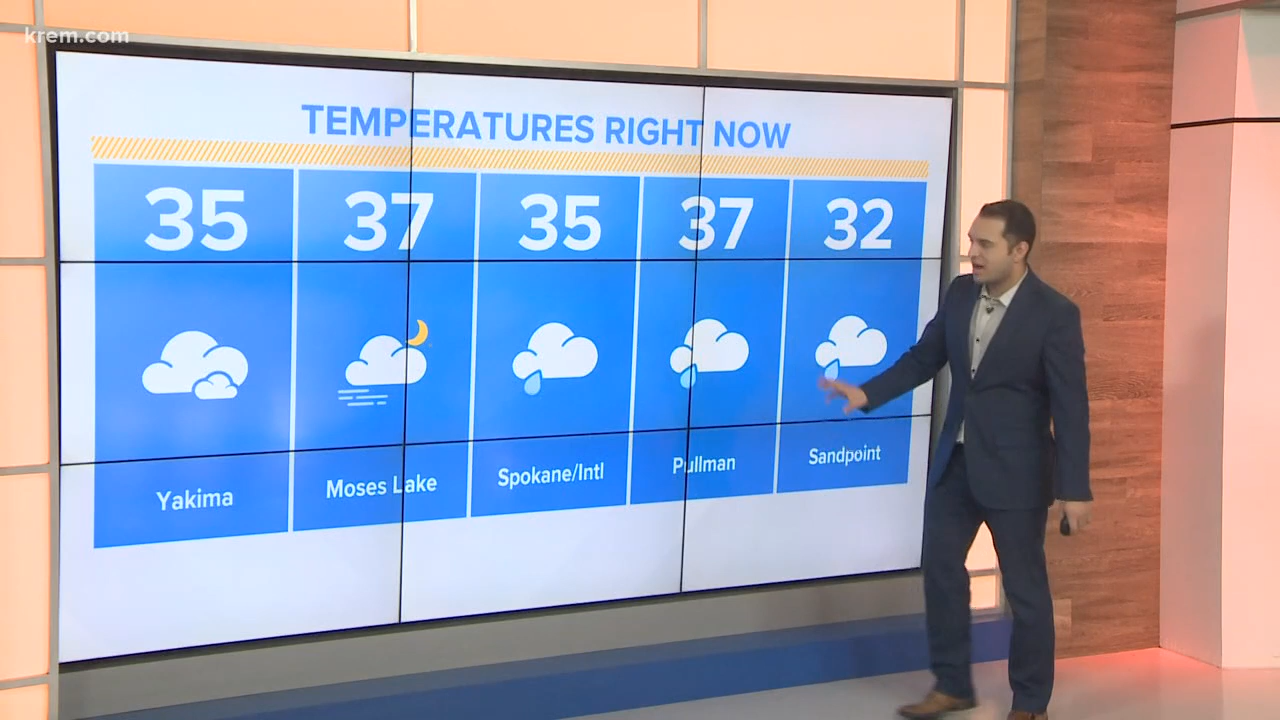 krem.com
TEMPERATURES RIGHT NOW
35 37 35 37 32
Yakima Moses Lake Spokane/Intl Pullman Sandpoint